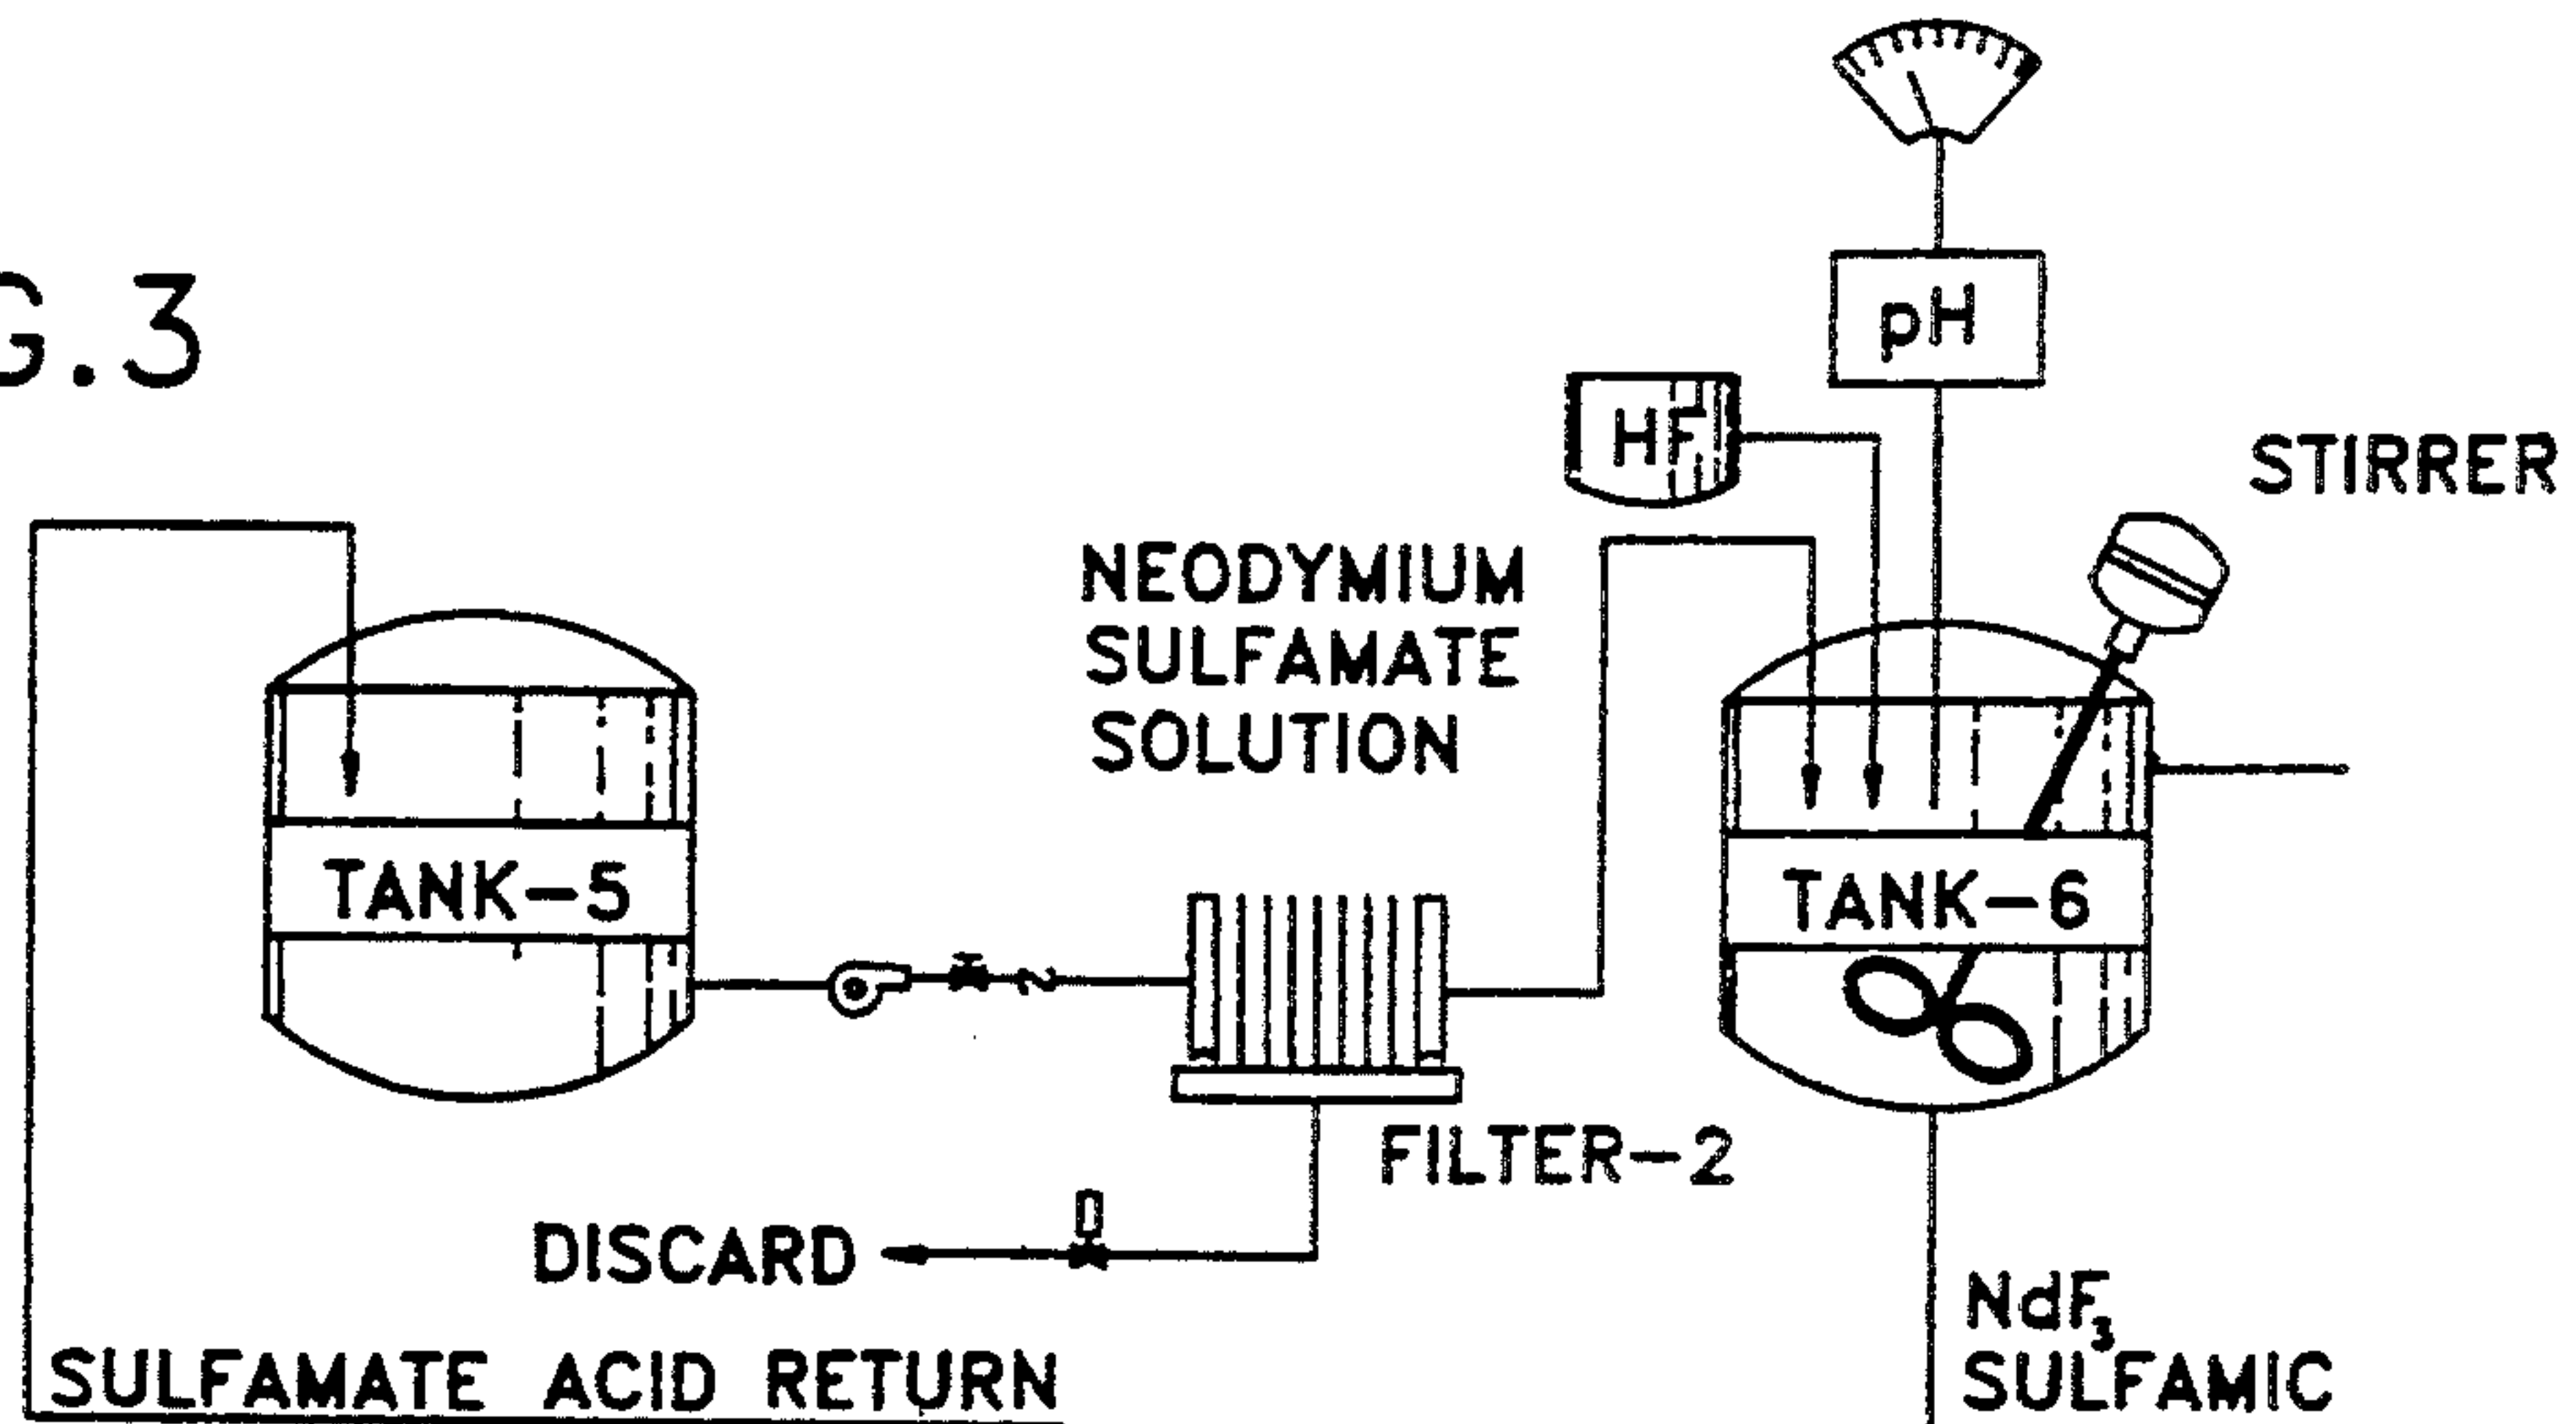 G.3
pH
HF
STIRRER
NEODYMIUM
SULFAMATE
SOLUTION
TANK-5
TANK-6
FILTER-2
DISCARD
NdF₃
SULFAMIC
SULFAMATE ACID RETURN